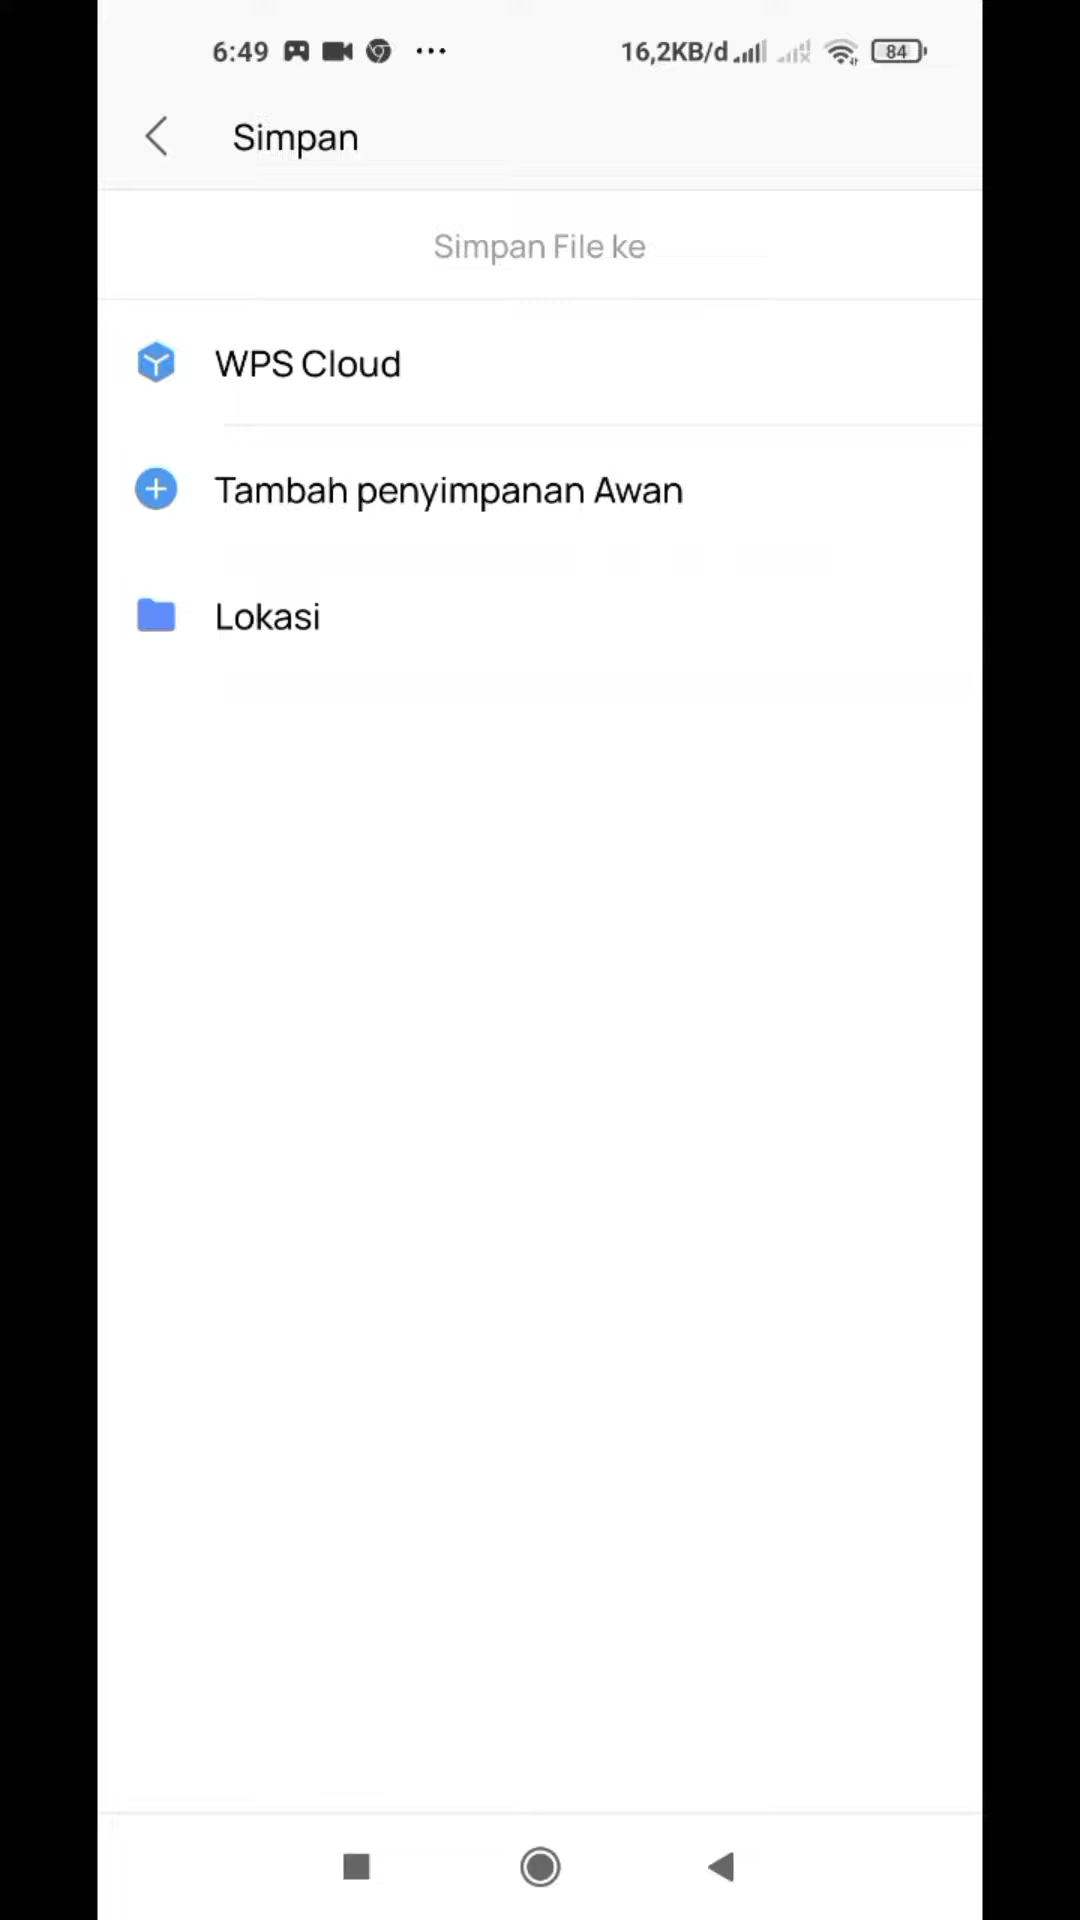 6:49 16,2KB/d 84
Simpan
Simpan File ke
WPS Cloud
Tambah penyimpanan Awan
Lokasi